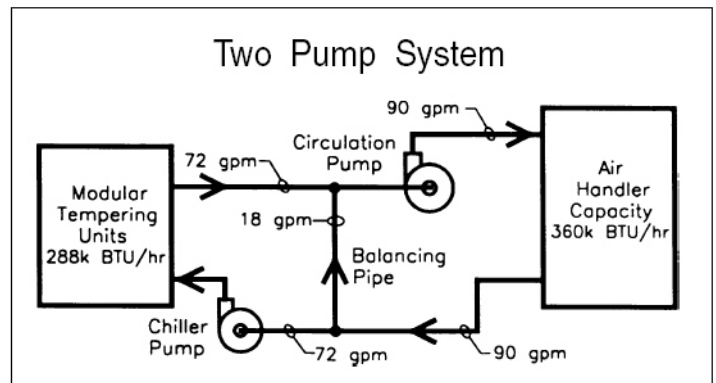 Two Pump System
90 gpm
Circulation
Pump
72 gpm
Modular
Tempering
Units
288k BTU/hr
18 gpm
Air
Handler
Capacity
360k BTU/hr
Balancing
Pipe
Chiller
Pump
72 gpm
90 gpm